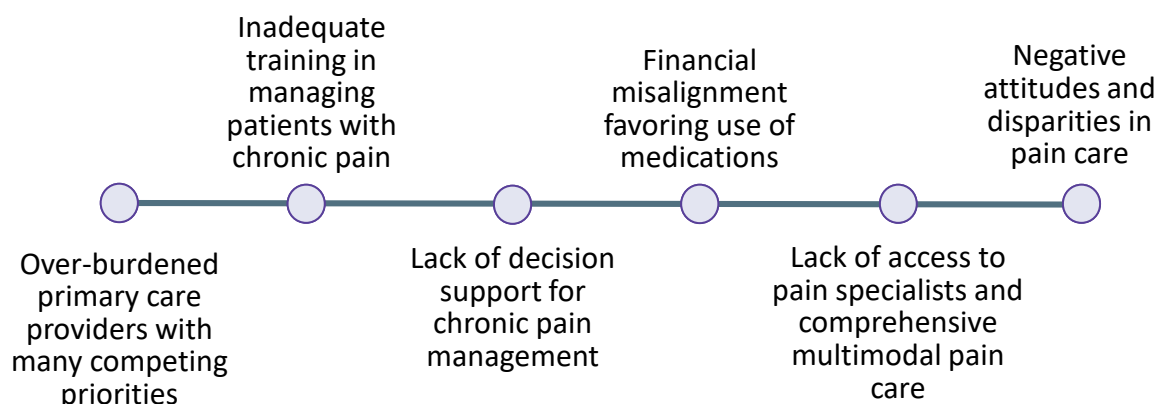 Over-burdened
primary care
providers with
many competing
priorities
Inadequate
training in
managing
patients with
chronic pain
Lack of decision
support for
chronic pain
management
Financial
misalignment
favoring use of
medications
Lack of access to
pain specialists and
comprehensive
multimodal pain
care
Negative
attitudes and
disparities in
pain care